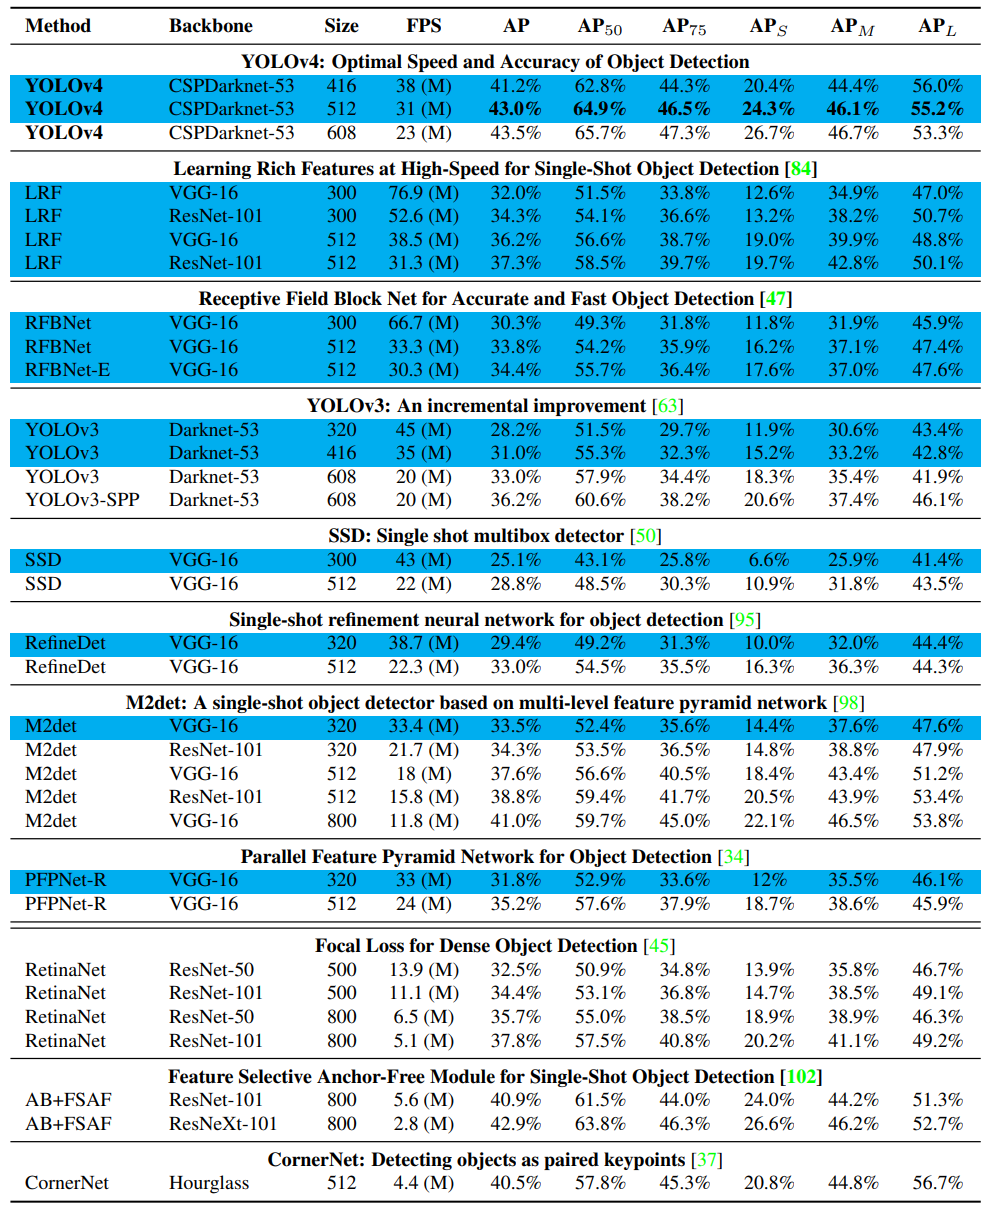 Method Backbone Size FPS AP AP50 AP75 APS APM APL
YOLOv4: Optimal Speed and Accuracy of Object Detection
YOLOv4 CSPDarknet-53 416 38 (M) 41.2% 62.8% 44.3% 20.4% 44.4% 56.0%
YOLOv4 CSPDarknet-53 512 31 (M) 43.0% 64.9% 46.5% 24.3% 46.1% 55.2%
YOLOv4 CSPDarknet-53 608 23 (M) 43.5% 65.7% 47.3% 26.7% 46.7% 53.3%
Learning Rich Features at High-Speed for Single-Shot Object Detection [84]
LRF VGG-16 300 76.9 (M) 32.0% 51.5% 33.8% 12.6% 34.9% 47.0%
LRF ResNet-101 300 52.6 (M) 34.3% 54.1% 36.6% 13.2% 38.2% 50.7%
LRF VGG-16 512 38.5 (M) 36.2% 56.6% 38.7% 19.0% 39.9% 48.8%
LRF ResNet-101 512 31.3 (M) 37.3% 58.5% 39.7% 19.7% 42.8% 50.1%
Receptive Field Block Net for Accurate and Fast Object Detection [47]
RFBNet VGG-16 300 66.7 (M) 30.3% 49.3% 31.8% 11.8% 31.9% 45.9%
RFBNet VGG-16 512 33.3 (M) 33.8% 54.2% 35.9% 16.2% 37.1% 47.4%
RFBNet-E VGG-16 512 30.3 (M) 34.4% 55.7% 36.4% 17.6% 37.0% 47.6%
YOLOv3: An incremental improvement [63]
YOLOv3 Darknet-53 320 45 (M) 28.2% 51.5% 29.7% 11.9% 30.6% 43.4%
YOLOv3 Darknet-53 416 35 (M) 31.0% 55.3% 32.3% 15.2% 33.2% 42.8%
YOLOv3 Darknet-53 608 20 (M) 33.0% 57.9% 34.4% 18.3% 35.4% 41.9%
YOLOv3-SPP Darknet-53 608 20 (M) 36.2% 60.6% 38.2% 20.6% 37.4% 46.1%
SSD: Single shot multibox detector [50]
SSD VGG-16 300 43 (M) 25.1% 43.1% 25.8% 6.6% 25.9% 41.4%
SSD VGG-16 512 22 (M) 28.8% 48.5% 30.3% 10.9% 31.8% 43.5%
Single-shot refinement neural network for object detection [95]
RefineDet VGG-16 320 38.7 (M) 29.4% 49.2% 31.3% 10.0% 32.0% 44.4%
RefineDet VGG-16 512 22.3 (M) 33.0% 54.5% 35.5% 16.3% 36.3% 44.3%
M2det: A single-shot object detector based on multi-level feature pyramid network [98]
M2det VGG-16 320 33.4 (M) 33.5% 52.4% 35.6% 14.4% 37.6% 47.6%
M2det ResNet-101 320 21.7 (M) 34.3% 53.5% 36.5% 14.8% 38.8% 47.9%
M2det VGG-16 512 18 (M) 37.6% 56.6% 40.5% 18.4% 43.4% 51.2%
M2det ResNet-101 512 15.8 (M) 38.8% 59.4% 41.7% 20.5% 43.9% 53.4%
M2det VGG-16 800 11.8 (M) 41.0% 59.7% 45.0% 22.1% 46.5% 53.8%
Parallel Feature Pyramid Network for Object Detection [34]
PFPNet-R VGG-16 320 33 (M) 31.8% 52.9% 33.6% 12% 35.5% 46.1%
PFPNet-R VGG-16 512 24 (M) 35.2% 57.6% 37.9% 18.7% 38.6% 45.9%
Focal Loss for Dense Object Detection [45]
RetinaNet ResNet-50 500 13.9 (M) 32.5% 50.9% 34.8% 13.9% 35.8% 46.7%
RetinaNet ResNet-101 500 11.1 (M) 34.4% 53.1% 36.8% 14.7% 38.5% 49.1%
RetinaNet ResNet-50 800 6.5 (M) 35.7% 55.0% 38.5% 18.9% 38.9% 46.3%
RetinaNet ResNet-101 800 5.1 (M) 37.8% 57.5% 40.8% 20.2% 41.1% 49.2%
Feature Selective Anchor-Free Module for Single-Shot Object Detection [102]
AB+FSAF ResNet-101 800 5.6 (M) 40.9% 61.5% 44.0% 24.0% 44.2% 51.3%
AB+FSAF ResNeXt-101 800 2.8 (M) 42.9% 63.8% 46.3% 26.6% 46.2% 52.7%
CornerNet: Detecting objects as paired keypoints [37]
CornerNet Hourglass 512 4.4 (M) 40.5% 57.8% 45.3% 20.8% 44.8% 56.7%